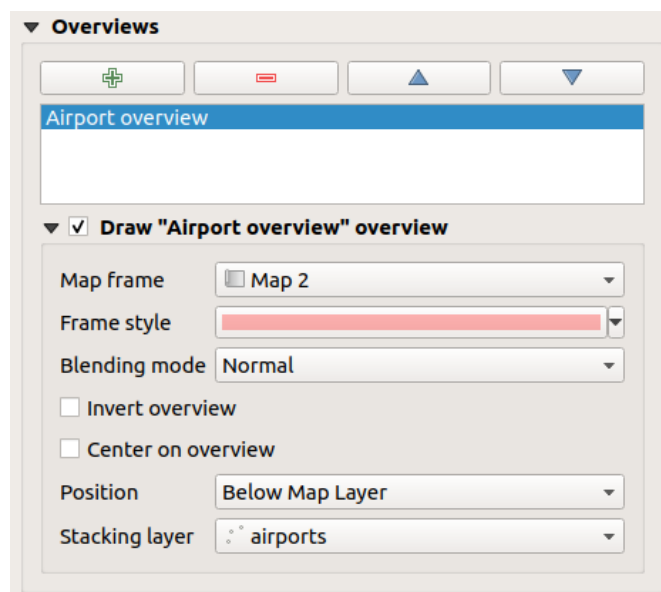 Overviews
Airport overview
Draw "Airport overview" overview
Map frame Map 2
Frame style
Blending mode Normal
Invert overview
Center on overview
Position Below Map Layer
Stacking layer airports